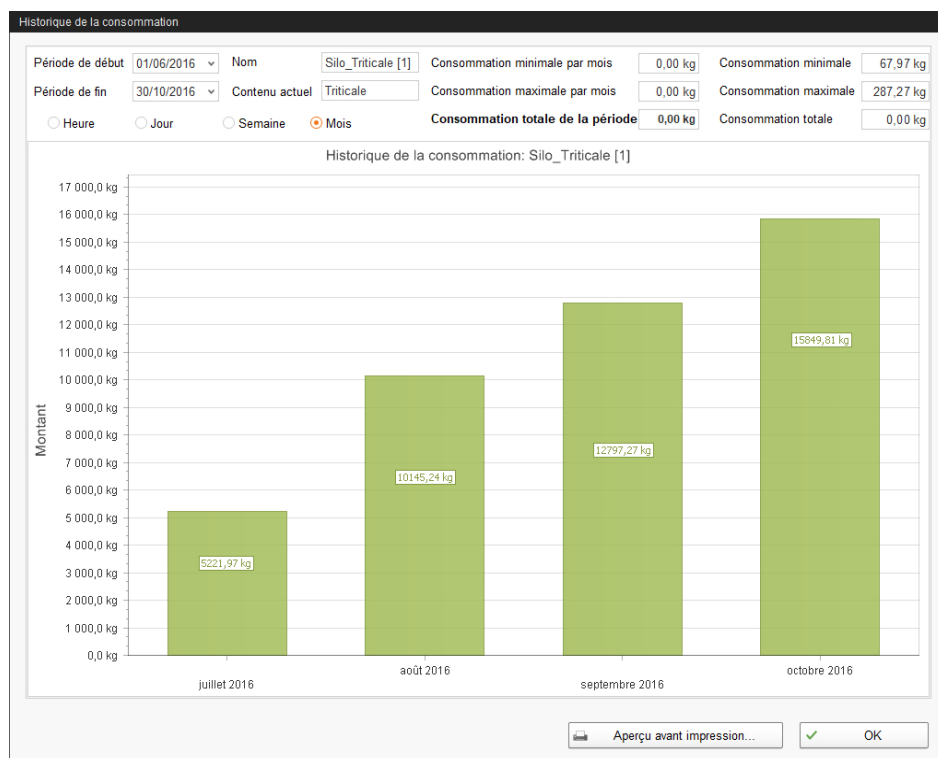 Historique de la consommation
Période de début 01/06/2016 Nom Silo_Triticale [1] Consommation minimale par mois 0,00 kg Consommation minimale 67,97 kg
Période de fin 30/10/2016 Contenu actuel Triticale Consommation maximale par mois 0,00 kg Consommation maximale 287,27 kg
Heure Jour Semaine Mois Consommation totale de la période 0,00 kg Consommation totale 0,00 kg
Historique de la consommation: Silo_Triticale [1]
Montant
17 000,0 kg
16 000,0 kg
15 000,0 kg
14 000,0 kg
13 000,0 kg
12 000,0 kg
11 000,0 kg
10 000,0 kg
9 000,0 kg
8 000,0 kg
7 000,0 kg
6 000,0 kg
5 000,0 kg
4 000,0 kg
3 000,0 kg
2 000,0 kg
1 000,0 kg
0,0 kg
5221,97 kg
10145,24 kg
12797,27 kg
15849,81 kg
juillet 2016
août 2016
septembre 2016
octobre 2016
Aperçu avant impression... OK